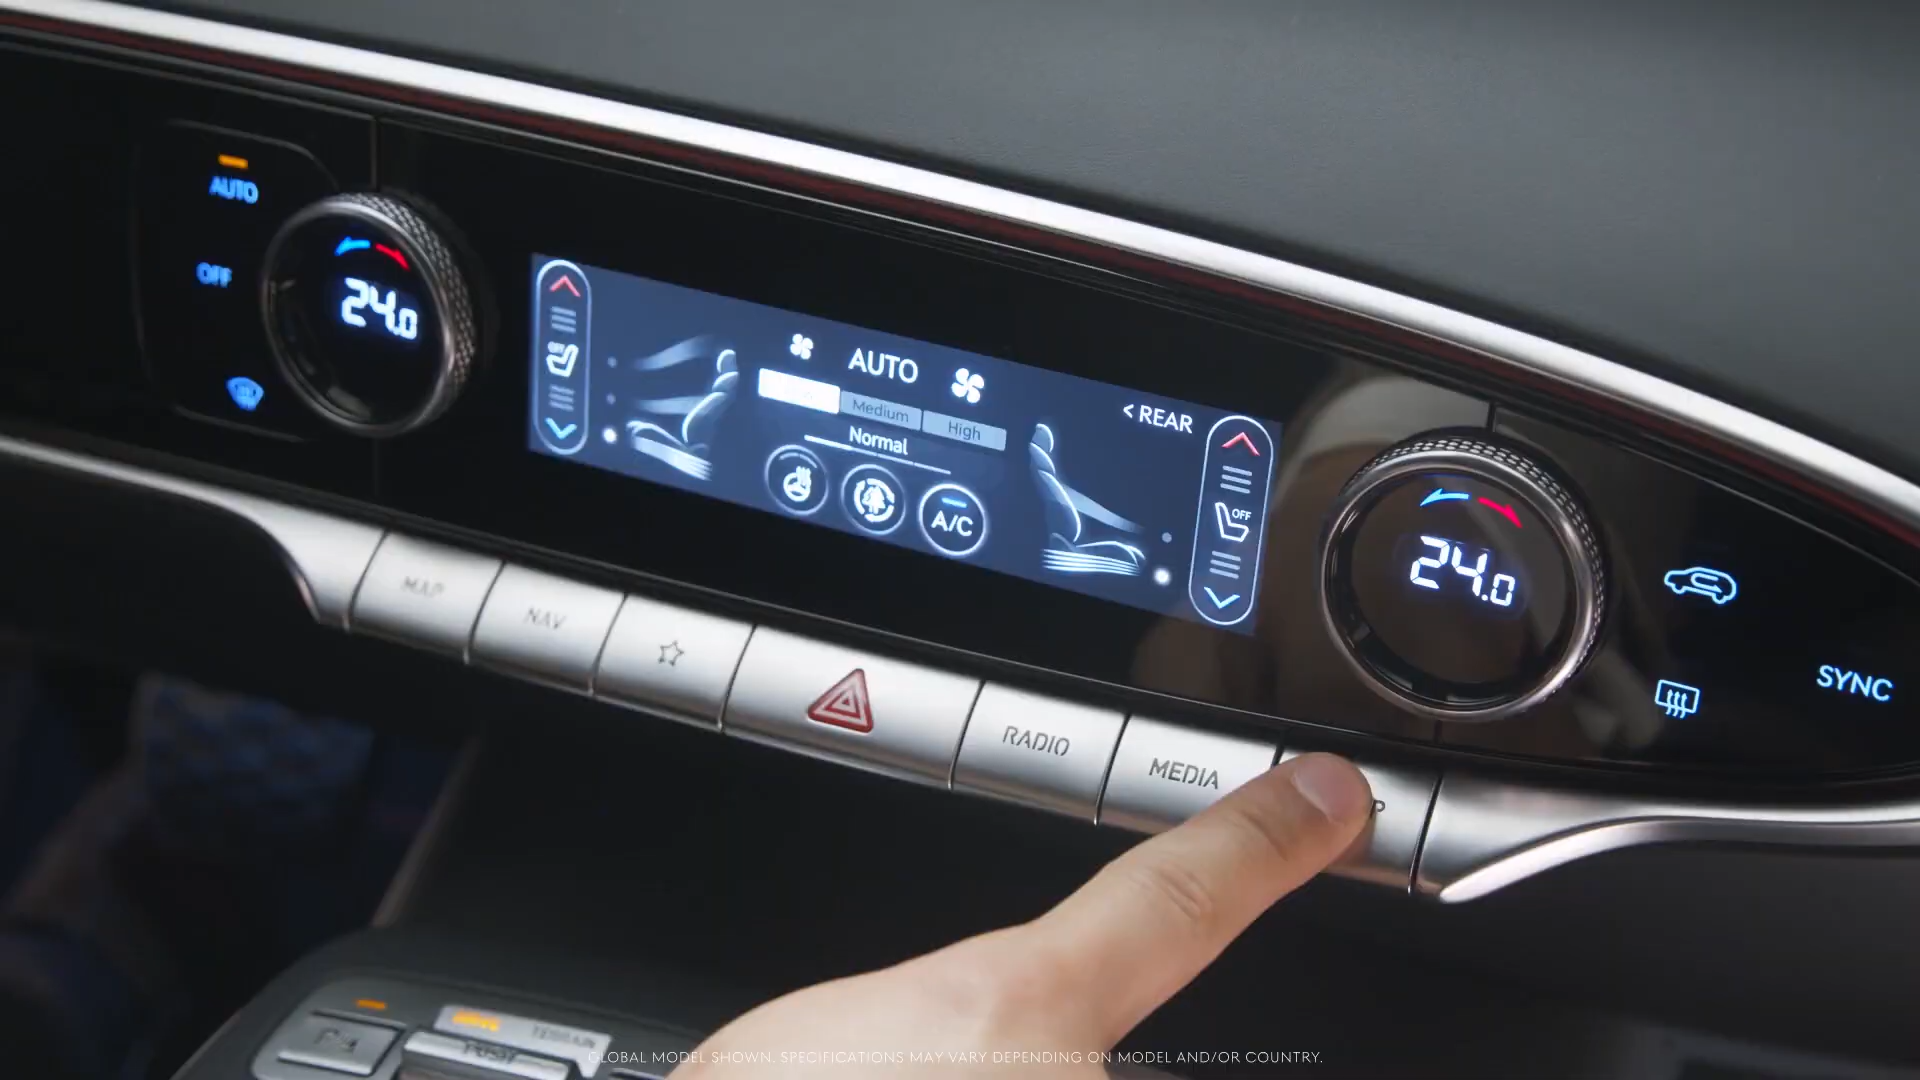 AUTO
OFF
24.0
OFF
AUTO
Medium
High
Normal
A/C
< REAR
OFF
24.0
SYNC
MAP
NAV
RADIO
MEDIA
P
TERRAIN
GLOBAL MODEL SHOWN. SPECIFICATIONS MAY VARY DEPENDING ON MODEL AND/OR COUNTRY.